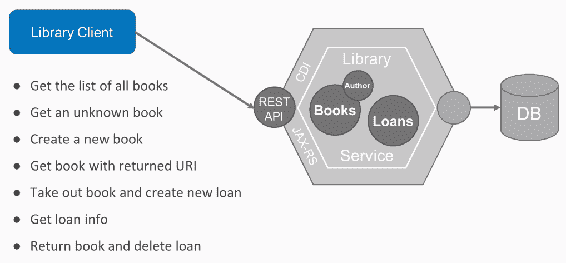 Library Client
● Get the list of all books
● Get an unknown book
● Create a new book
● Get book with returned URI
● Take out book and create new loan
● Get loan info
● Return book and delete loan
REST
API
CDI
JAX-RS
Library
Author
Books
Loans
Service
DB